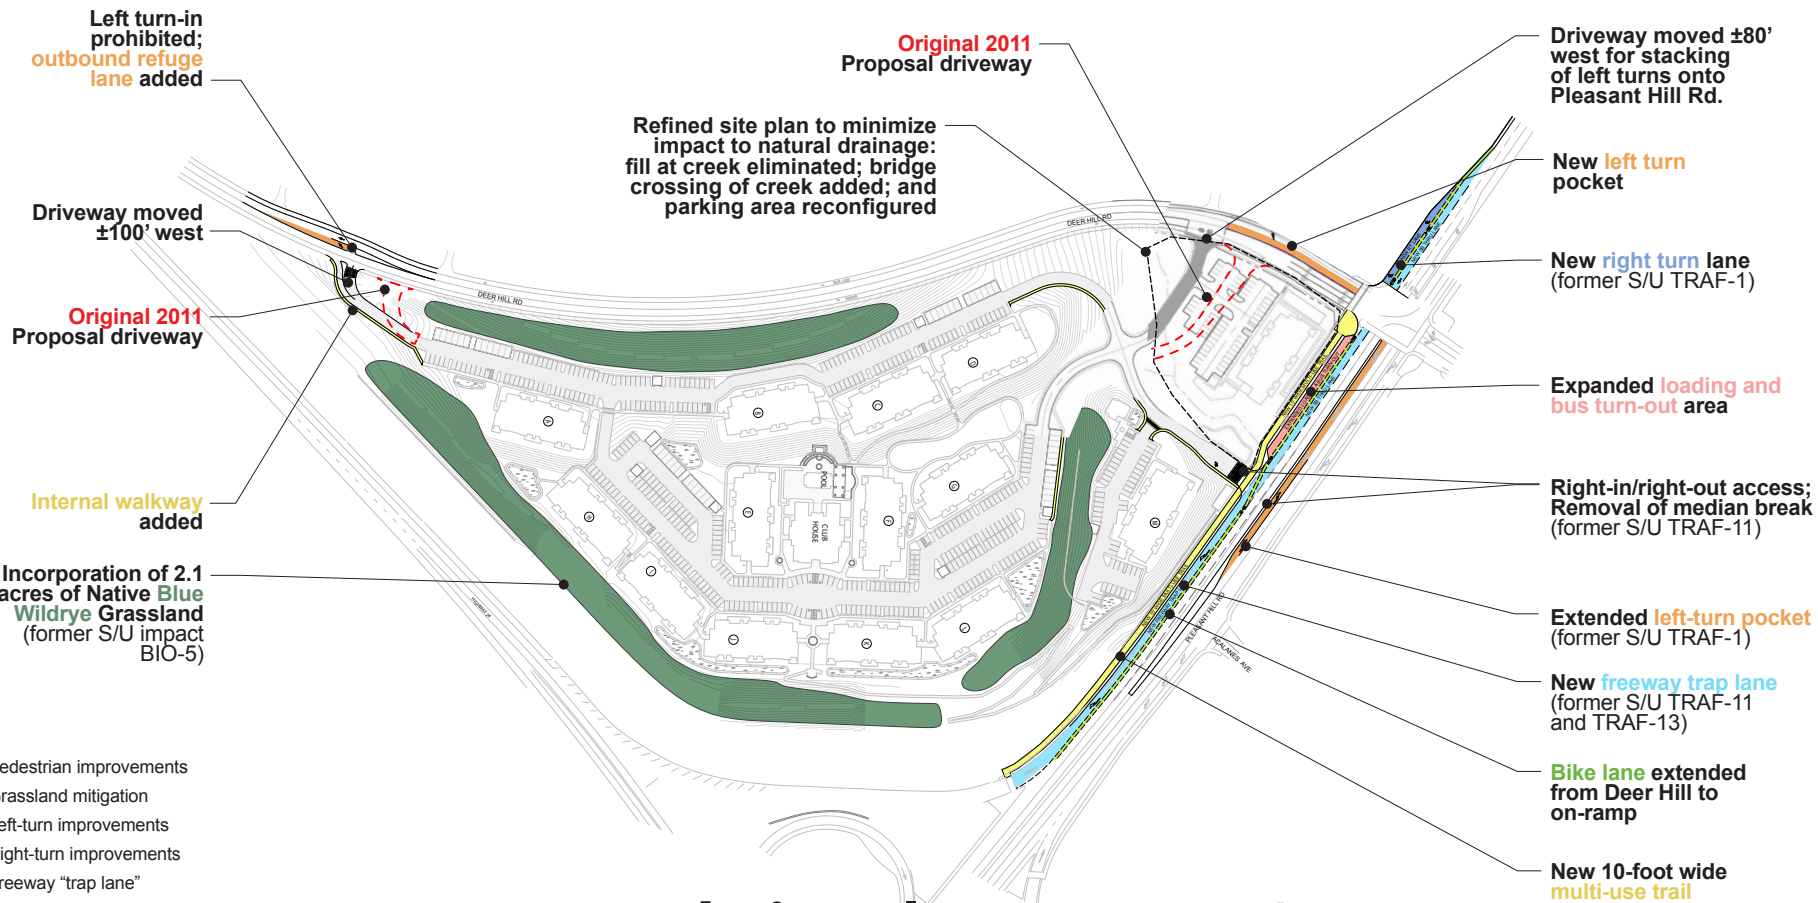 Left turn-in
prohibited;
outbound refuge
lane added
Driveway moved
±100' west
Original 2011
Proposal driveway
Internal walkway
added
Incorporation of 2.1
acres of Native Blue
Wildrye Grassland
(former S/U impact
BIO-5)
Original 2011
Proposal driveway
Refined site plan to minimize
impact to natural drainage:
fill at creek eliminated; bridge
crossing of creek added; and
parking area reconfigured
Driveway moved ±80'
west for stacking
of left turns onto
Pleasant Hill Rd.
New left turn
pocket
New right turn lane
(former S/U TRAF-1)
Expanded loading and
bus turn-out area
Right-in/right-out access;
Removal of median break
(former S/U TRAF-11)
Extended left-turn pocket
(former S/U TRAF-1)
New freeway trap lane
(former S/U TRAF-11
and TRAF-13)
Bike lane extended
from Deer Hill to
on-ramp
New 10-foot wide
multi-use trail
DEER HILL RD
DEER HILL RD
PLEASANT HILL RD
ACALANES AVE
POOL
CLUB
HOUSE
A
B
C
D
E
F
G
H
I
J
K
L
M
edestrian improvements
rassland mitigation
eft-turn improvements
ight-turn improvements
reeway “trap lane”